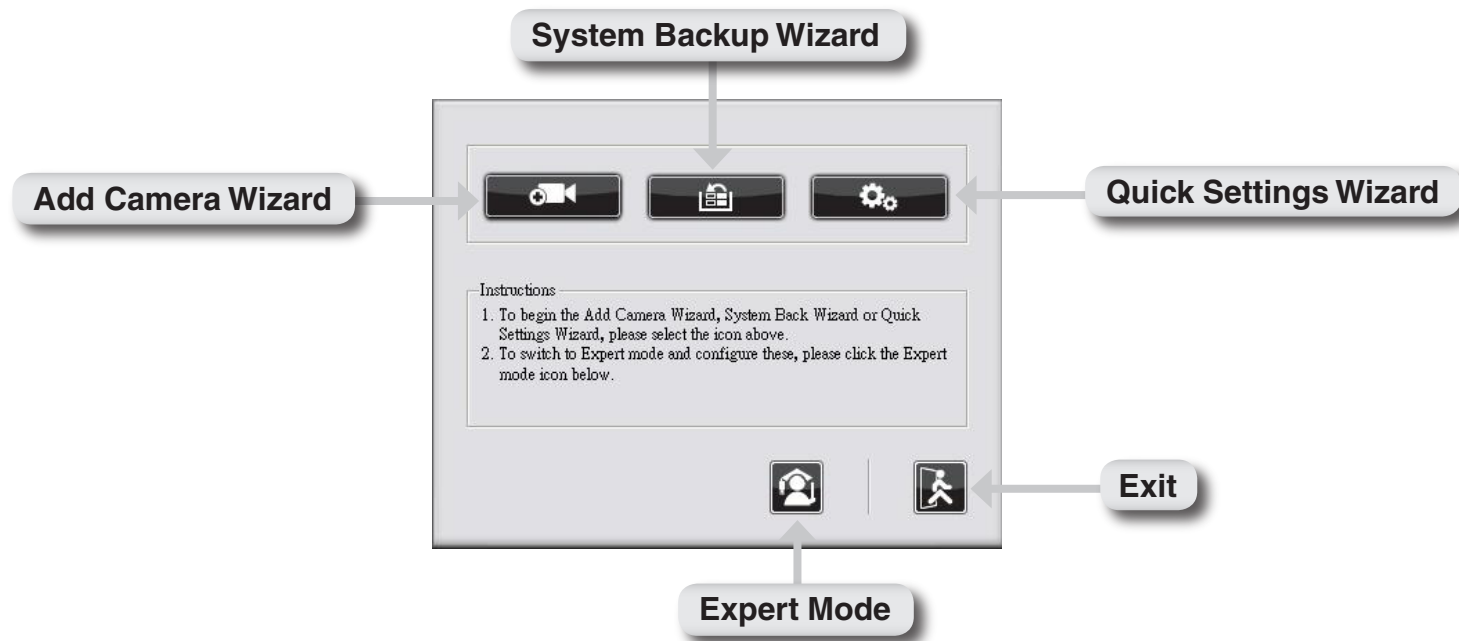 System Backup Wizard
Add Camera Wizard
Quick Settings Wizard
Instructions
1. To begin the Add Camera Wizard, System Back Wizard or Quick
Settings Wizard, please select the icon above.
2. To switch to Expert mode and configure these, please click the Expert
mode icon below.
Exit
Expert Mode